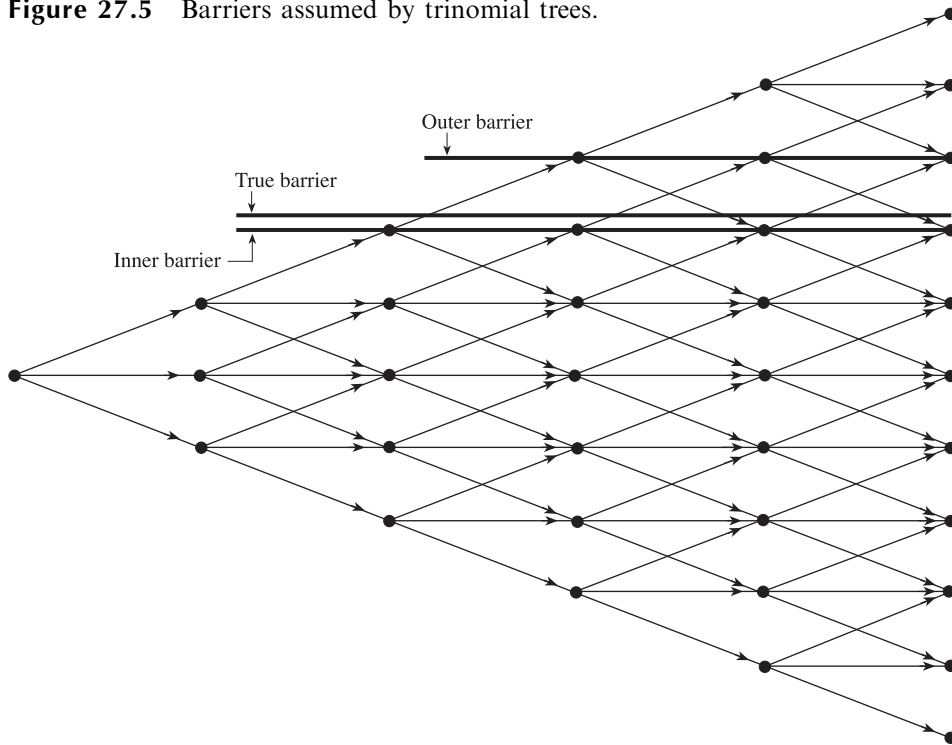 Figure 27.5 Barriers assumed by trinomial trees.
Outer barrier
True barrier
Inner barrier